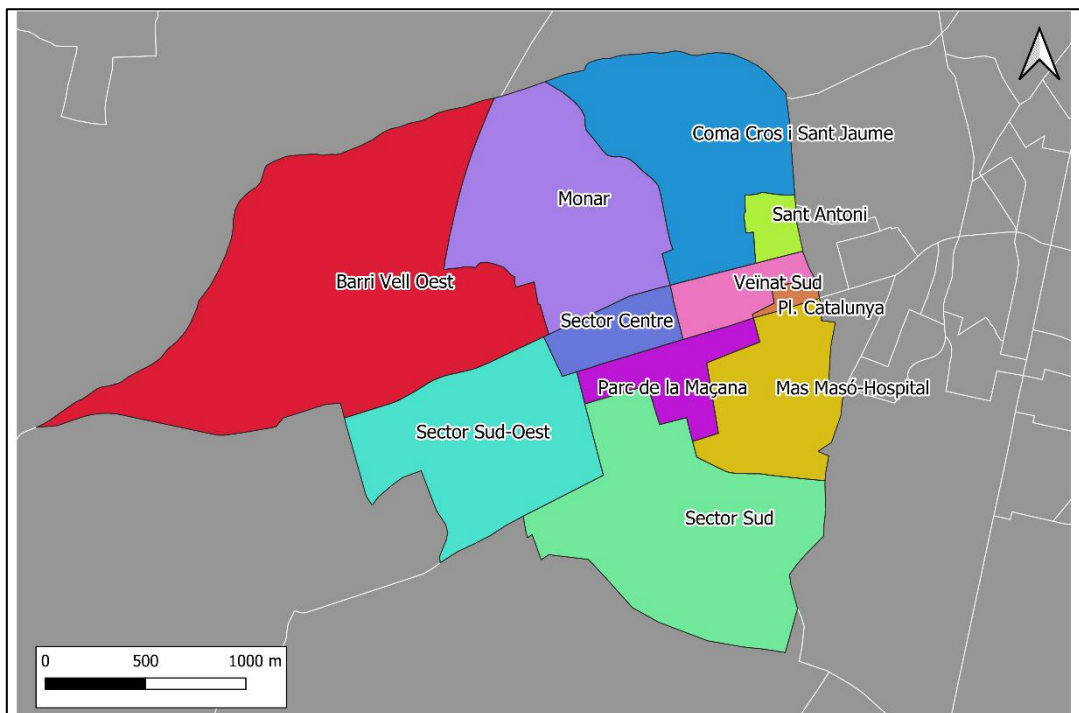 Coma Cros i Sant Jaume
Monar
Sant Antoni
Barri Vell Oest
Veïnat Sud
Pl. Catalunya
Sector Centre
Parc de la Maçana
Mas Masó-Hospital
Sector Sud-Oest
Sector Sud
0 500 1000 m